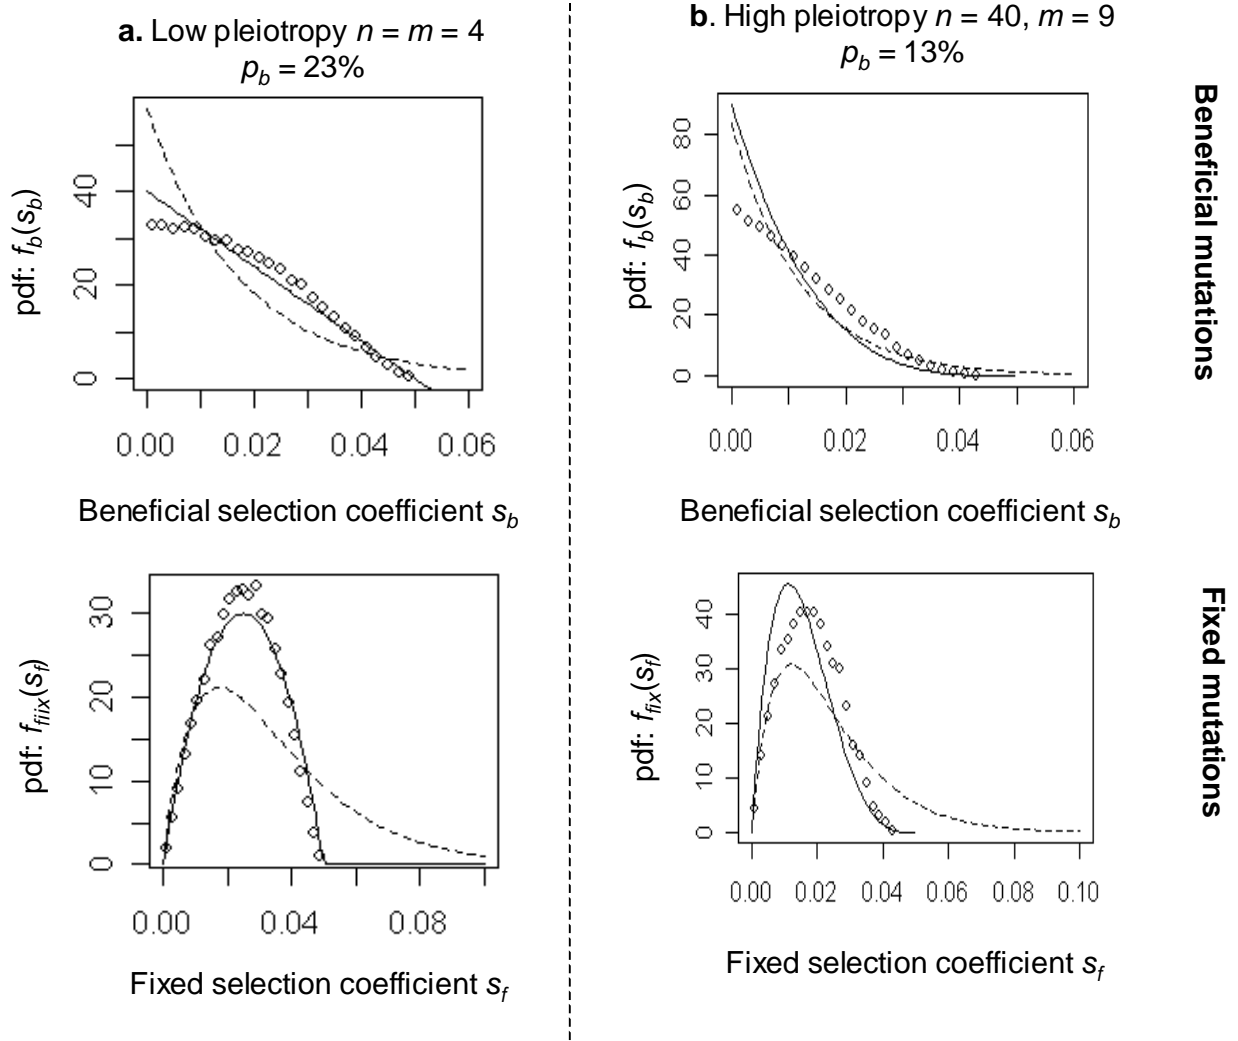 a. Low pleiotropy n = m = 4
p_b = 23%
pdf: f_b(s_b)
0 20 40
0.00 0.02 0.04 0.06
Beneficial selection coefficient s_b
b. High pleiotropy n = 40, m = 9
p_b = 13%
pdf: f_b(s_b)
0 20 40 60 80
0.00 0.02 0.04 0.06
Beneficial selection coefficient s_b
Beneficial mutations
pdf: f_fiix(s_f)
0 10 20 30
0.00 0.04 0.08
Fixed selection coefficient s_f
pdf: f_fix(s_f)
0 10 20 30 40
0.00 0.02 0.04 0.06 0.08 0.10
Fixed selection coefficient s_f
Fixed mutations